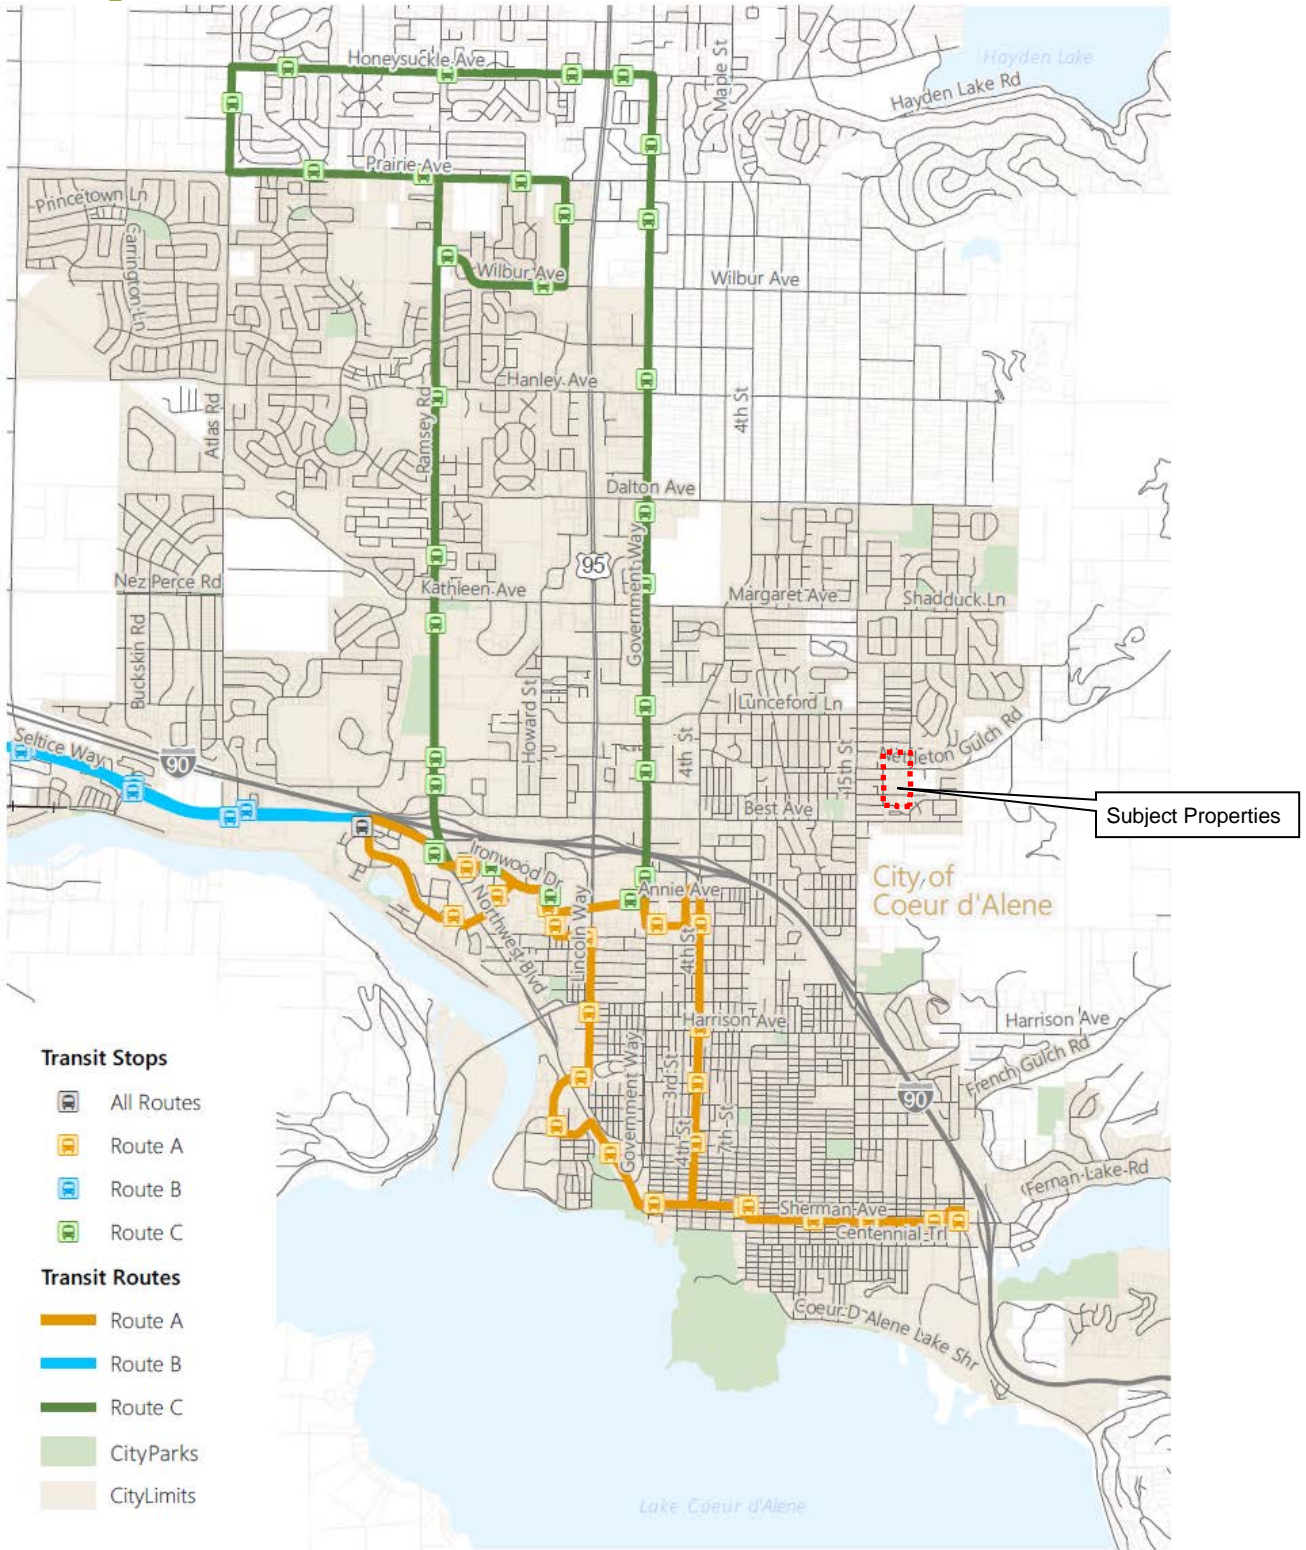 Honeysuckle Ave
Maple St
Hayden Lake
Hayden Lake Rd
Prairie Ave
Princetown Ln
Carrington Ln
Wilbur Ave
Wilbur Ave
Hanley Ave
4th St
Atlas Rd
Ramsey Rd
Dalton Ave
95
Government Way
Nez Perce Rd
Kathleen Ave
Margaret Ave
Shadduck Ln
Buckskin Rd
Howard St
Lunceford Ln
4th St
15th St
Nettleton Gulch Rd
Seltice Way
90
Best Ave
Subject Properties
Ironwood Dr
Annie Ave
City of
Coeur d'Alene
Northwest Blvd
Lincoln Way
4th St
Harrison Ave
Harrison Ave
French Gulch Rd
Government Way
3rd St
4th St
7th St
90
Fernan Lake Rd
Sherman Ave
Centennial Trl
Coeur D'Alene Lake Shr
Lake Coeur d'Alene
Transit Stops
All Routes
Route A
Route B
Route C
Transit Routes
Route A
Route B
Route C
CityParks
CityLimits